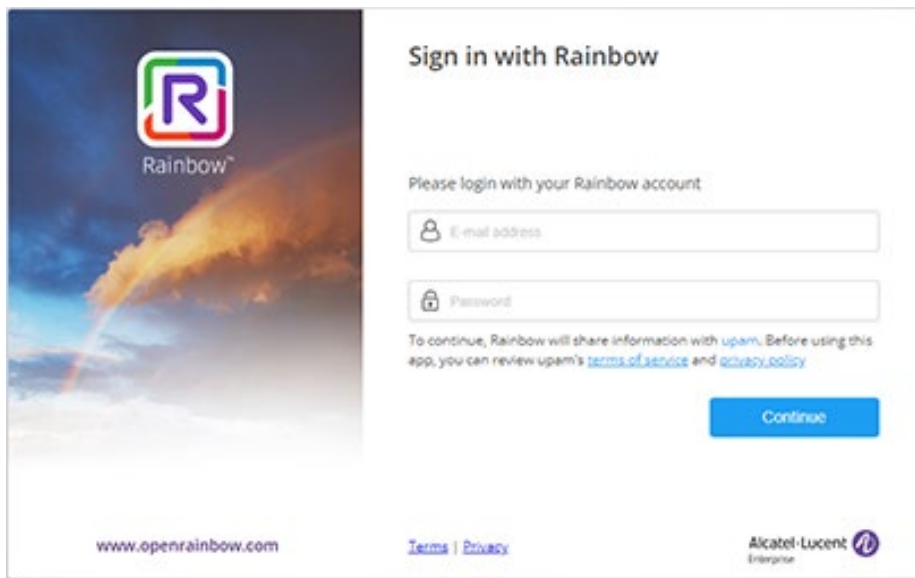 R
Rainbow™
Sign in with Rainbow
Please login with your Rainbow account
E-mail address
Password
To continue, Rainbow will share information with upam. Before using this
app, you can review upam's terms of service and privacy policy
Continue
www.openrainbow.com
Terms | Privacy
Alcatel·Lucent
Enterprise